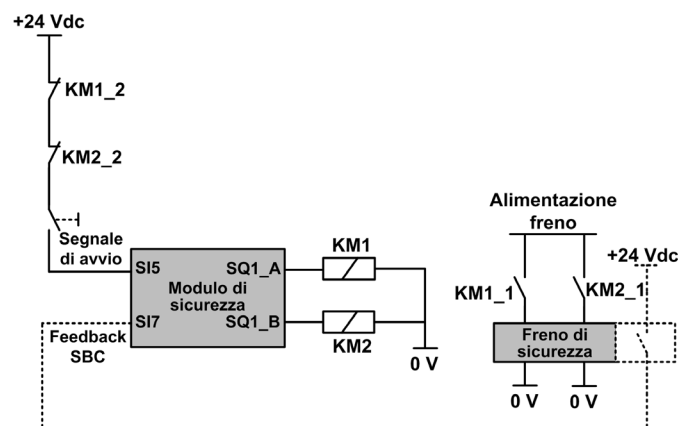 +24 Vdc
KM1_2
KM2_2
Segnale
di avvio
SI5
SQ1_A
Modulo di
sicurezza
SI7
SQ1_B
Feedback
SBC
KM1
KM2
0 V
Alimentazione
freno
+24 Vdc
KM1_1
KM2_1
Freno di
sicurezza
0 V
0 V